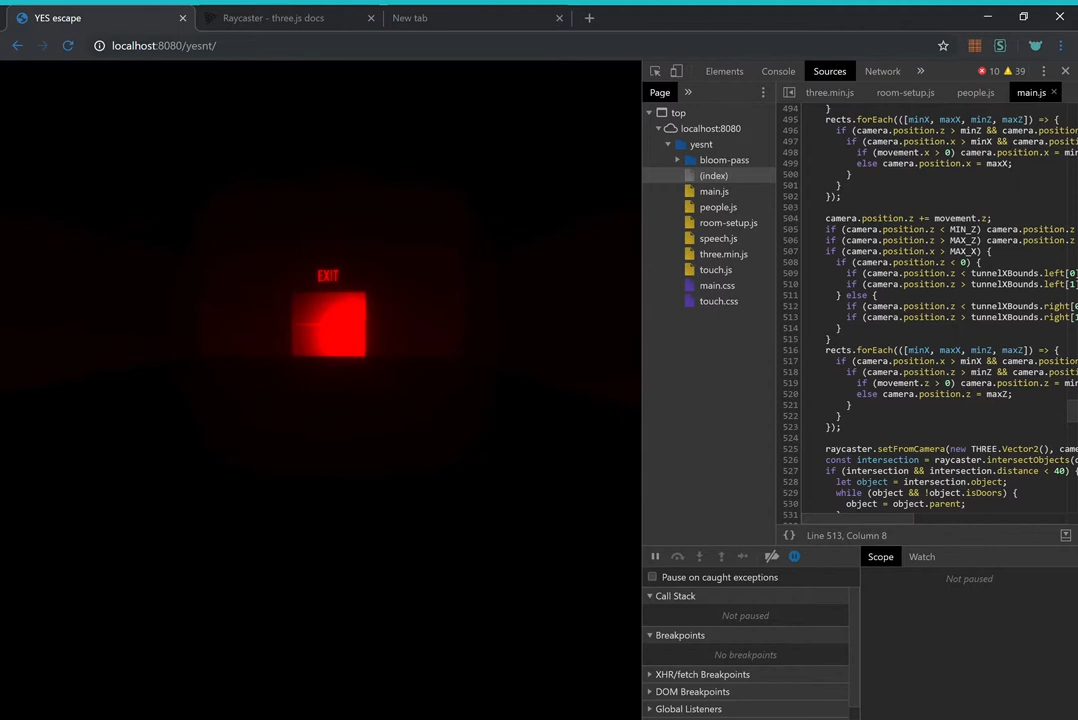 YES escape
Raycaster - three.js docs
New tab
localhost:8080/yesnt/
EXIT
Elements
Console
Sources
Network
»
10
39
Page
»
three.min.js
room-setup.js
people.js
main.js
top
localhost:8080
yesnt
bloom-pass
(index)
main.js
people.js
room-setup.js
speech.js
three.min.js
touch.js
main.css
touch.css
494 }
495 rects.forEach(([minX, maxX, minZ, maxZ]) => {
496 if (camera.position.z > minZ && camera.position
497 if (camera.position.x > minX && camera.positi
498 if (movement.x > 0) camera.position.x = min
499 else camera.position.x = maxX;
500 }
501 }
502 });
503
504 camera.position.z += movement.z;
505 if (camera.position.z < MIN_Z) camera.position.z
506 if (camera.position.z > MAX_Z) camera.position.z
507 if (camera.position.x > MAX_X) {
508 if (camera.position.z < 0) {
509 if (camera.position.z < tunnelXBounds.left[0]
510 if (camera.position.z > tunnelXBounds.left[1]
511 } else {
512 if (camera.position.z < tunnelXBounds.right[0
513 if (camera.position.z > tunnelXBounds.right[1
514 }
515 }
516 rects.forEach(([minX, maxX, minZ, maxZ]) => {
517 if (camera.position.x > minX && camera.position
518 if (camera.position.z > minZ && camera.positi
519 if (movement.z > 0) camera.position.z = min
520 else camera.position.z = maxZ;
521 }
522 }
523 });
524
525 raycaster.setFromCamera(new THREE.Vector2(), came
526 const intersection = raycaster.intersectObjects(
527 if (intersection && intersection.distance < 40) {
528 let object = intersection.object;
529 while (object && !object.isDoors) {
530 object = object.parent;
531
{} Line 513, Column 8
Scope
Watch
Pause on caught exceptions
Not paused
Call Stack
Not paused
Breakpoints
No breakpoints
XHR/fetch Breakpoints
DOM Breakpoints
Global Listeners